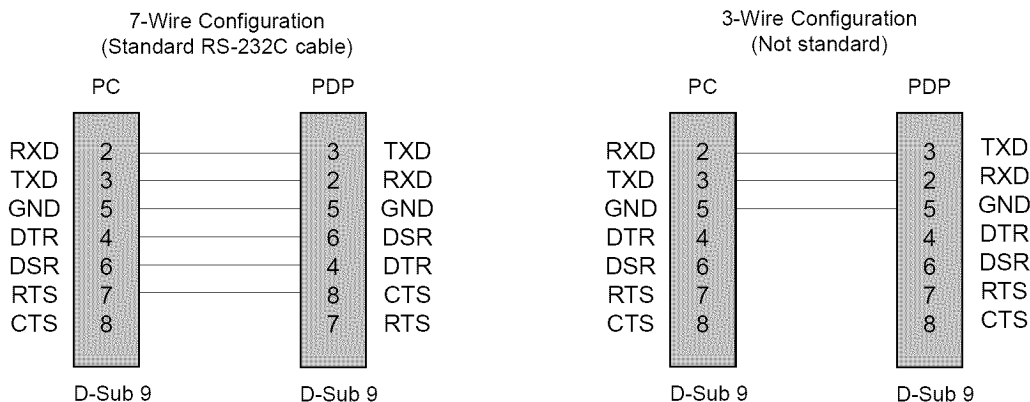 7-Wire Configuration
(Standard RS-232C cable)
PC PDP
RXD 2 3 TXD
TXD 3 2 RXD
GND 5 5 GND
DTR 4 6 DSR
DSR 6 4 DTR
RTS 7 8 CTS
CTS 8 7 RTS
D-Sub 9 D-Sub 9
3-Wire Configuration
(Not standard)
PC PDP
RXD 2 3 TXD
TXD 3 2 RXD
GND 5 5 GND
DTR 4 4 DTR
DSR 6 6 DSR
RTS 7 7 RTS
CTS 8 8 CTS
D-Sub 9 D-Sub 9